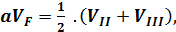 aV_F = 1/2 . (V_II + V_III),